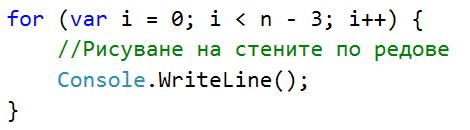 for (var i = 0; i < n - 3; i++) {
    //Рисуване на стените по редове
    Console.WriteLine();
}